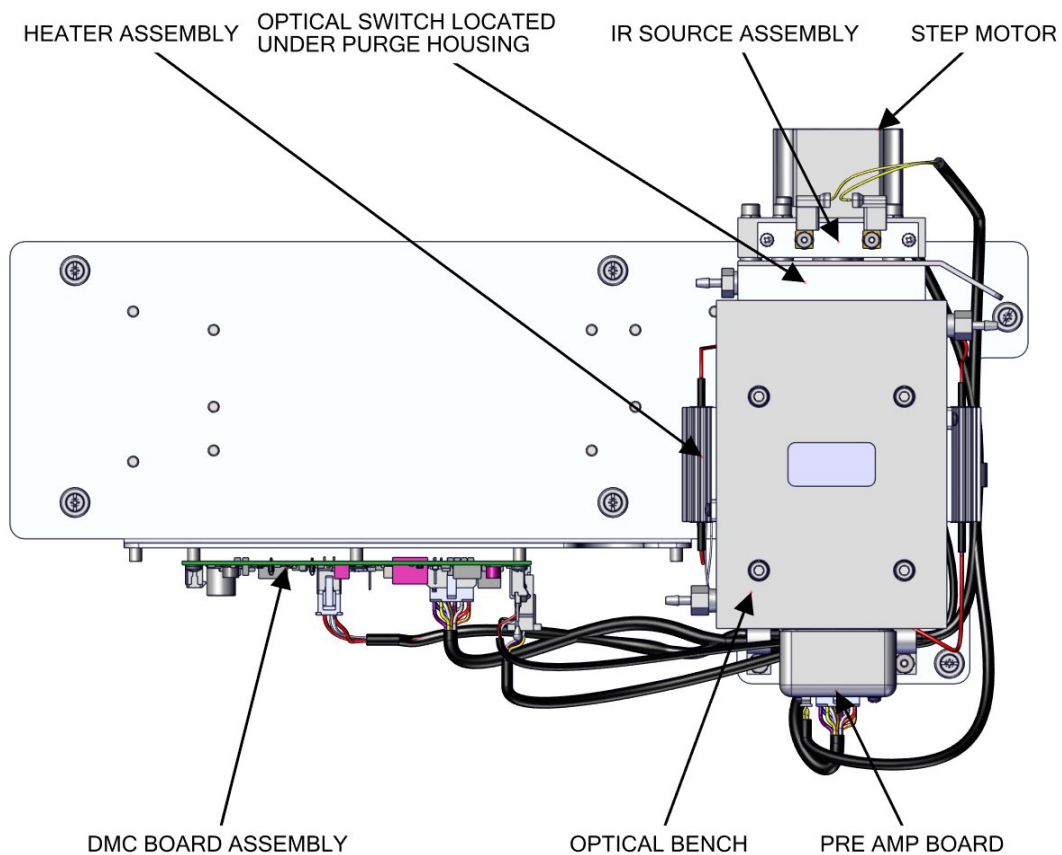 HEATER ASSEMBLY
OPTICAL SWITCH LOCATED
UNDER PURGE HOUSING
IR SOURCE ASSEMBLY
STEP MOTOR
DMC BOARD ASSEMBLY
OPTICAL BENCH
PRE AMP BOARD